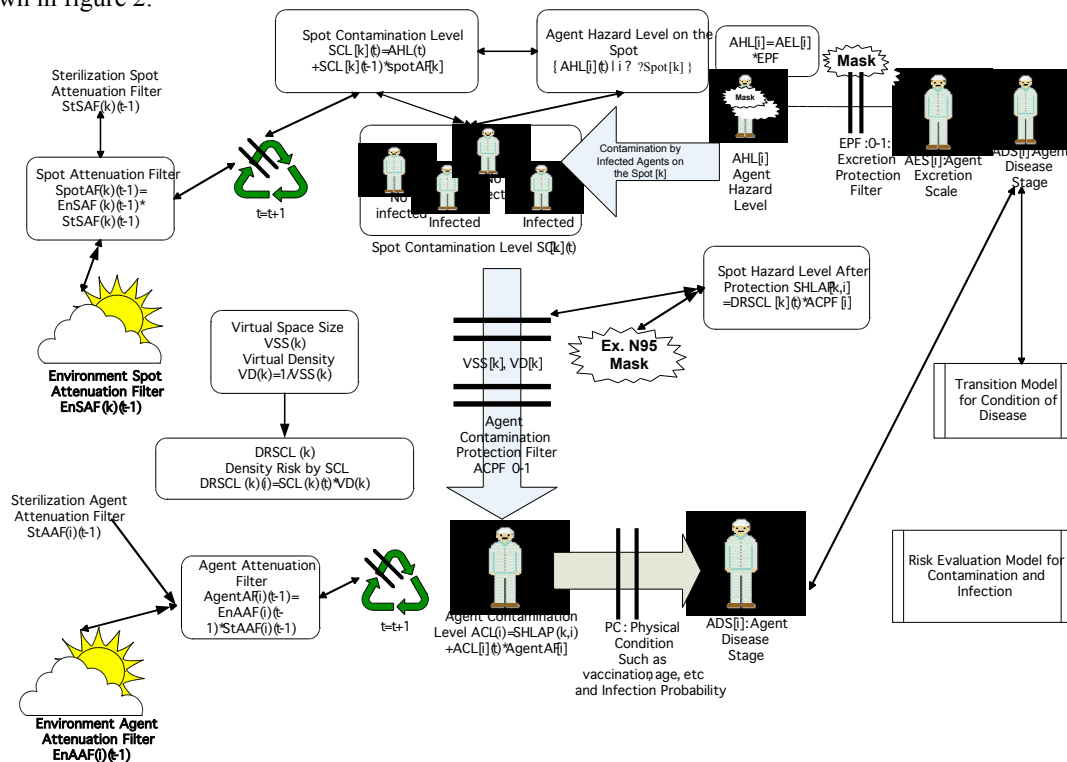 wn in figure 2.
Spot Contamination Level
SCL[k](t)=AHL(t)
+SCL[k](t-1)*spotAF[k]
Agent Hazard Level on the
Spot
{AHL[i](t)|i? ?Spot[k]}
AHL[i]=AEL[i]
*EPF
Mask
Mask
Sterilization Spot
Attenuation Filter
StSAF(k)(t-1)
Spot Attenuation Filter
SpotAF(k)(t-1)=
EnSAF(k)(t-1)*
StSAF(k)(t-1)
t=t+1
No
infected
No
Infected
Infected
Spot Contamination Level SC[k](t)
Contamination by
Infected Agents on
the Spot [k]
AHL[i]
Agent
Hazard
Level
EPF:0-1:
Excretion
Protection
Filter
AES[i]:Agent
Excretion
Scale
ADS[i]:Agent
Disease
Stage
Environment Spot
Attenuation Filter
EnSAF(k)(t-1)
Virtual Space Size
VSS(k)
Virtual Density
VD(k)=1/VSS(k)
VSS[k], VD[k]
Ex. N95
Mask
Spot Hazard Level After
Protection SHLAP[k,i]
=DRSCL[k](t)*ACPF[i]
Transition Model
for Condition of
Disease
Agent
Contamination
Protection Filter
ACPF 0-1
DRSCL(k)
Density Risk by SCL
DRSCL(k)(i)=SCL(k)(t)*VD(k)
Sterilization Agent
Attenuation Filter
StAAF(i)(t-1)
Agent Attenuation
Filter
AgentAF(i)(t-1)=
EnAAF(i)(t-
1)*StAAF(i)(t-1)
t=t+1
Agent Contamination
Level ACL(i)=SHLAP(k,i)
+ACL[i](t)*AgentAF[i]
PC: Physical
Condition
Such as
vaccination, age, etc
and Infection Probability
ADS[i]:Agent
Disease
Stage
Risk Evaluation Model for
Contamination and
Infection
Environment Agent
Attenuation Filter
EnAAF(i)(t-1)